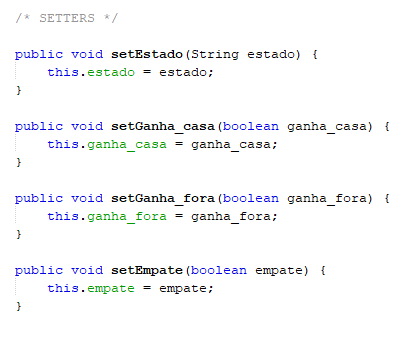 /* SETTERS */
public void setEstado(String estado) {
this.estado = estado;
}
public void setGanha_casa(boolean ganha_casa) {
this.ganha_casa = ganha_casa;
}
public void setGanha_fora(boolean ganha_fora) {
this.ganha_fora = ganha_fora;
}
public void setEmpate(boolean empate) {
this.empate = empate;
}